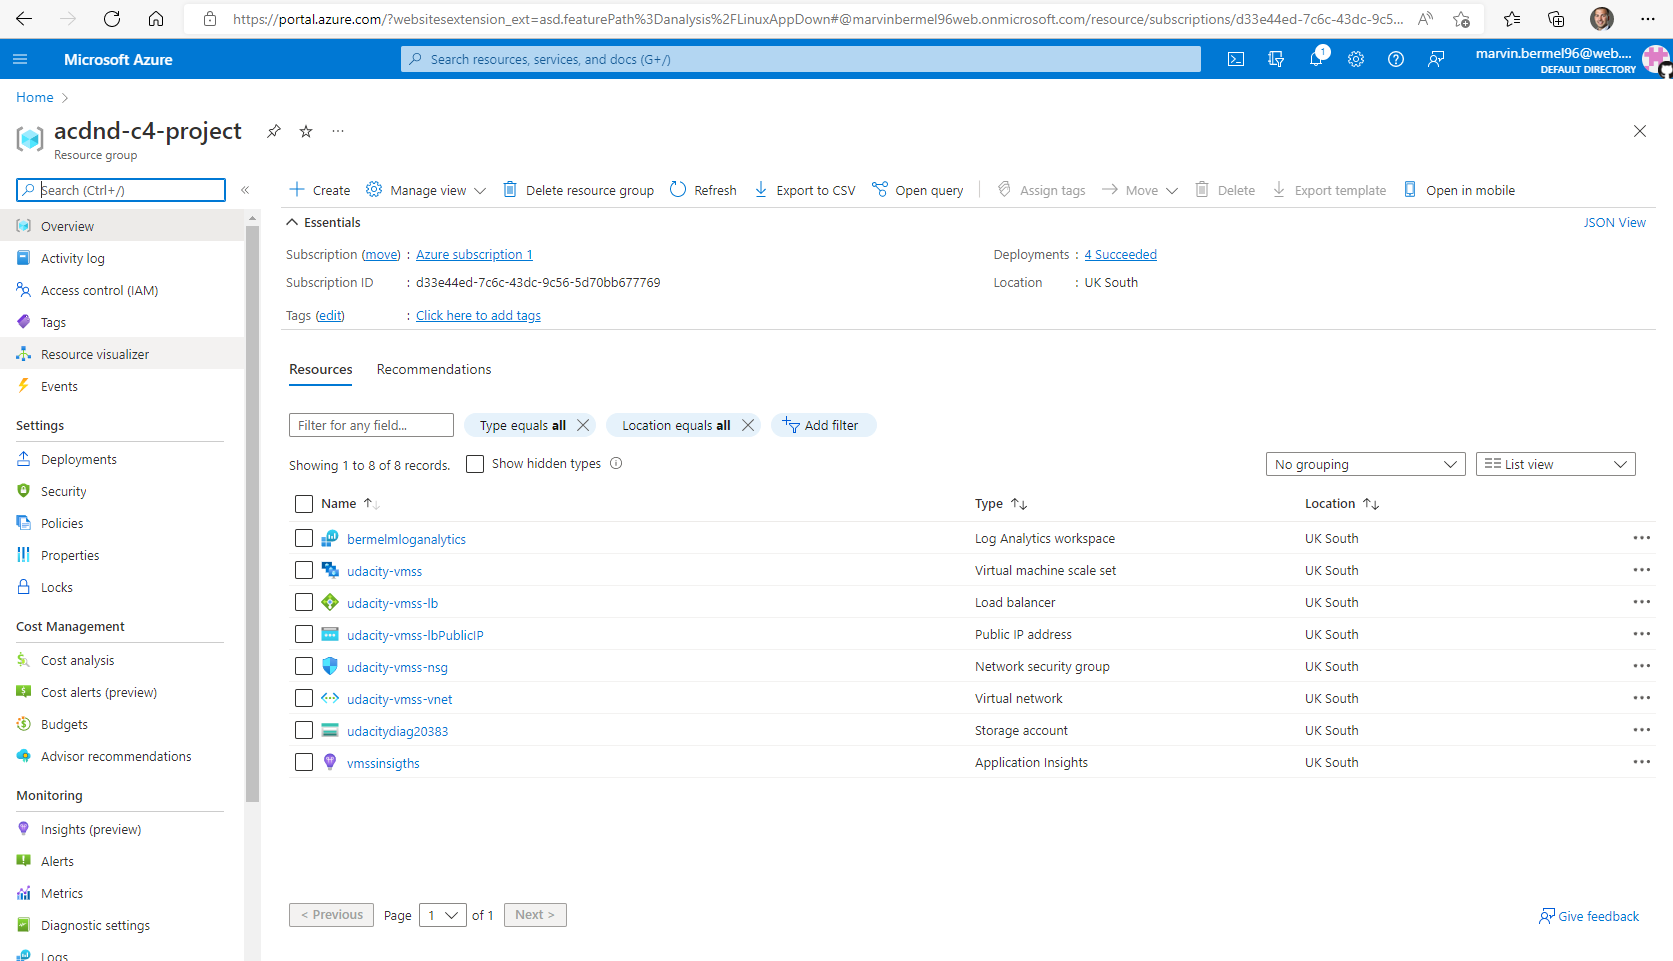 https://portal.azure.com/?websitesextension_ext=asd.featurePath%3Danalysis%2FLinuxAppDown#@marvinbermel96web.onmicrosoft.com/resource/subscriptions/d33e44ed-7c6c-43dc-9c5...
Microsoft Azure
Search resources, services, and docs (G+/)
1
marvin.bermel96@web....
DEFAULT DIRECTORY
Home >
acdnd-c4-project
Resource group
Search (Ctrl+/)
Overview
Activity log
Access control (IAM)
Tags
Resource visualizer
Events
Settings
Deployments
Security
Policies
Properties
Locks
Cost Management
Cost analysis
Cost alerts (preview)
Budgets
Advisor recommendations
Monitoring
Insights (preview)
Alerts
Metrics
Diagnostic settings
Logs
Create Manage view Delete resource group Refresh Export to CSV Open query Assign tags Move Delete Export template Open in mobile
Essentials JSON View
Subscription (move) : Azure subscription 1
Subscription ID : d33e44ed-7c6c-43dc-9c56-5d70bb677769
Tags (edit) : Click here to add tags
Deployments : 4 Succeeded
Location : UK South
Resources Recommendations
Filter for any field... Type equals all Location equals all Add filter
Showing 1 to 8 of 8 records. Show hidden types No grouping List view
Name Type Location
bermelmloganalytics Log Analytics workspace UK South
udacity-vmss Virtual machine scale set UK South
udacity-vmss-lb Load balancer UK South
udacity-vmss-lbPublicIP Public IP address UK South
udacity-vmss-nsg Network security group UK South
udacity-vmss-vnet Virtual network UK South
udacitydiag20383 Storage account UK South
vmssinsigths Application Insights UK South
< Previous Page 1 of 1 Next >
Give feedback